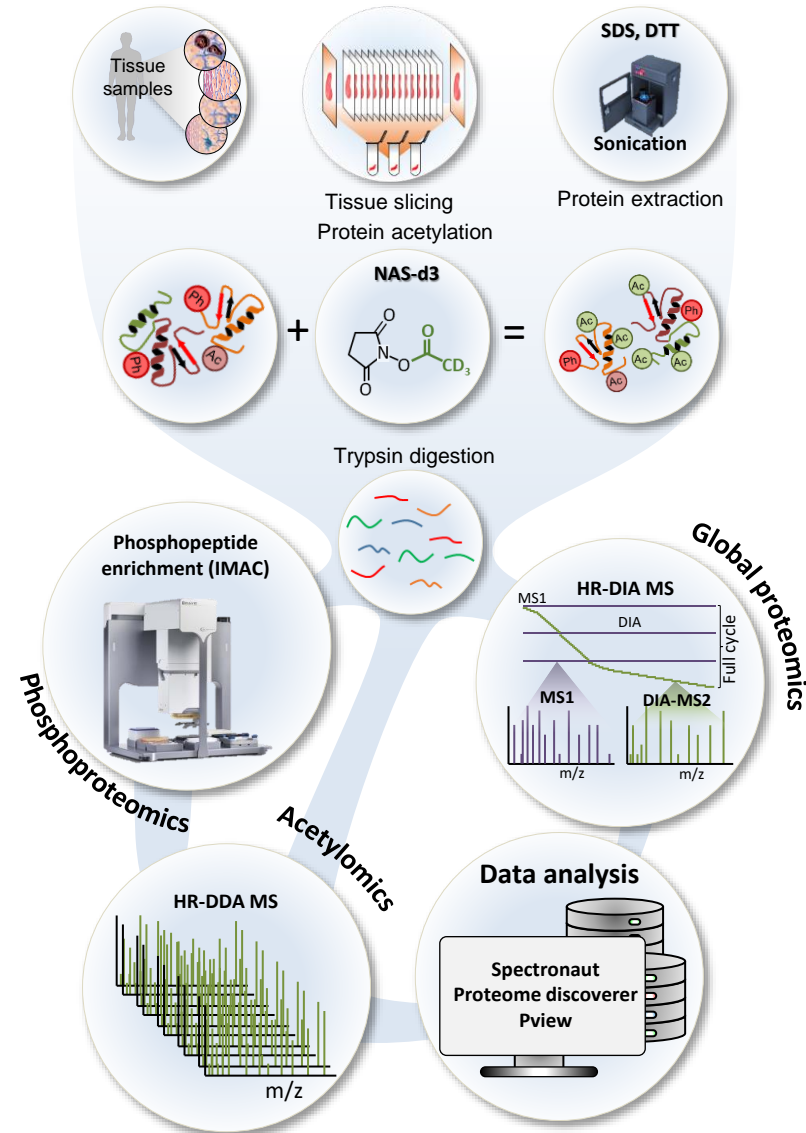 Tissue
samples
SDS, DTT
Sonication
Tissue slicing
Protein extraction
Protein acetylation
Ph
Ph
Ac
+
NAS-d3
O
N
O
O
O
CD3
=
Ac
Ph
Ac
Ac
Ac
Ac
Ph
Ac
Trypsin digestion
Phosphopeptide
enrichment (IMAC)
Phosphoproteomics
Global proteomics
HR-DIA MS
MS1
DIA
Full cycle
MS1
DIA-MS2
m/z
m/z
Acetylomics
HR-DDA MS
m/z
Data analysis
Spectronaut
Proteome discoverer
Pview